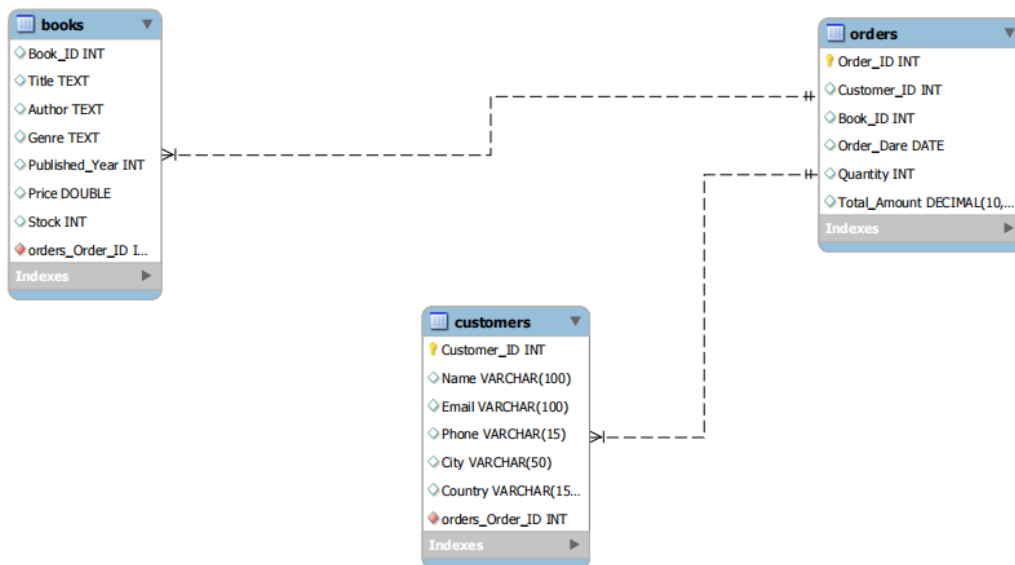 books
Book_ID INT
Title TEXT
Author TEXT
Genre TEXT
Published_Year INT
Price DOUBLE
Stock INT
orders_Order_ID I...
Indexes
orders
Order_ID INT
Customer_ID INT
Book_ID INT
Order_Dare DATE
Quantity INT
Total_Amount DECIMAL(10,...
Indexes
customers
Customer_ID INT
Name VARCHAR(100)
Email VARCHAR(100)
Phone VARCHAR(15)
City VARCHAR(50)
Country VARCHAR(15...
orders_Order_ID INT
Indexes